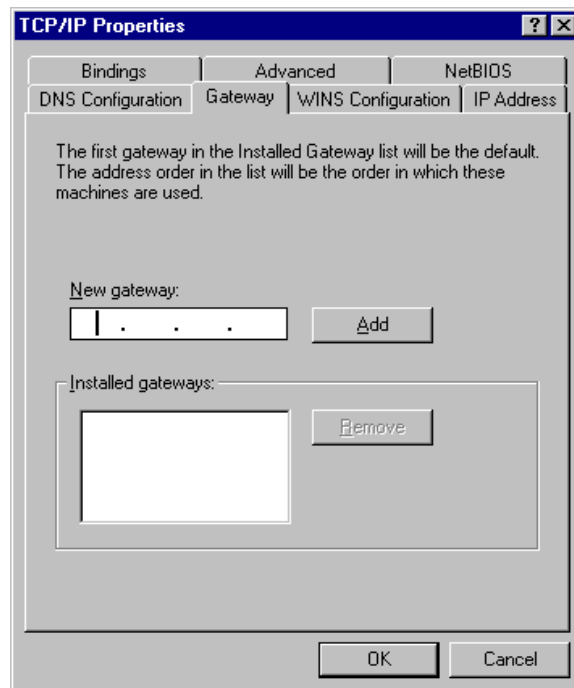 TCP/IP Properties
Bindings Advanced NetBIOS
DNS Configuration Gateway WINS Configuration IP Address
The first gateway in the Installed Gateway list will be the default.
The address order in the list will be the order in which these
machines are used.
New gateway:
. . .
Add
Installed gateways:
Remove
OK Cancel